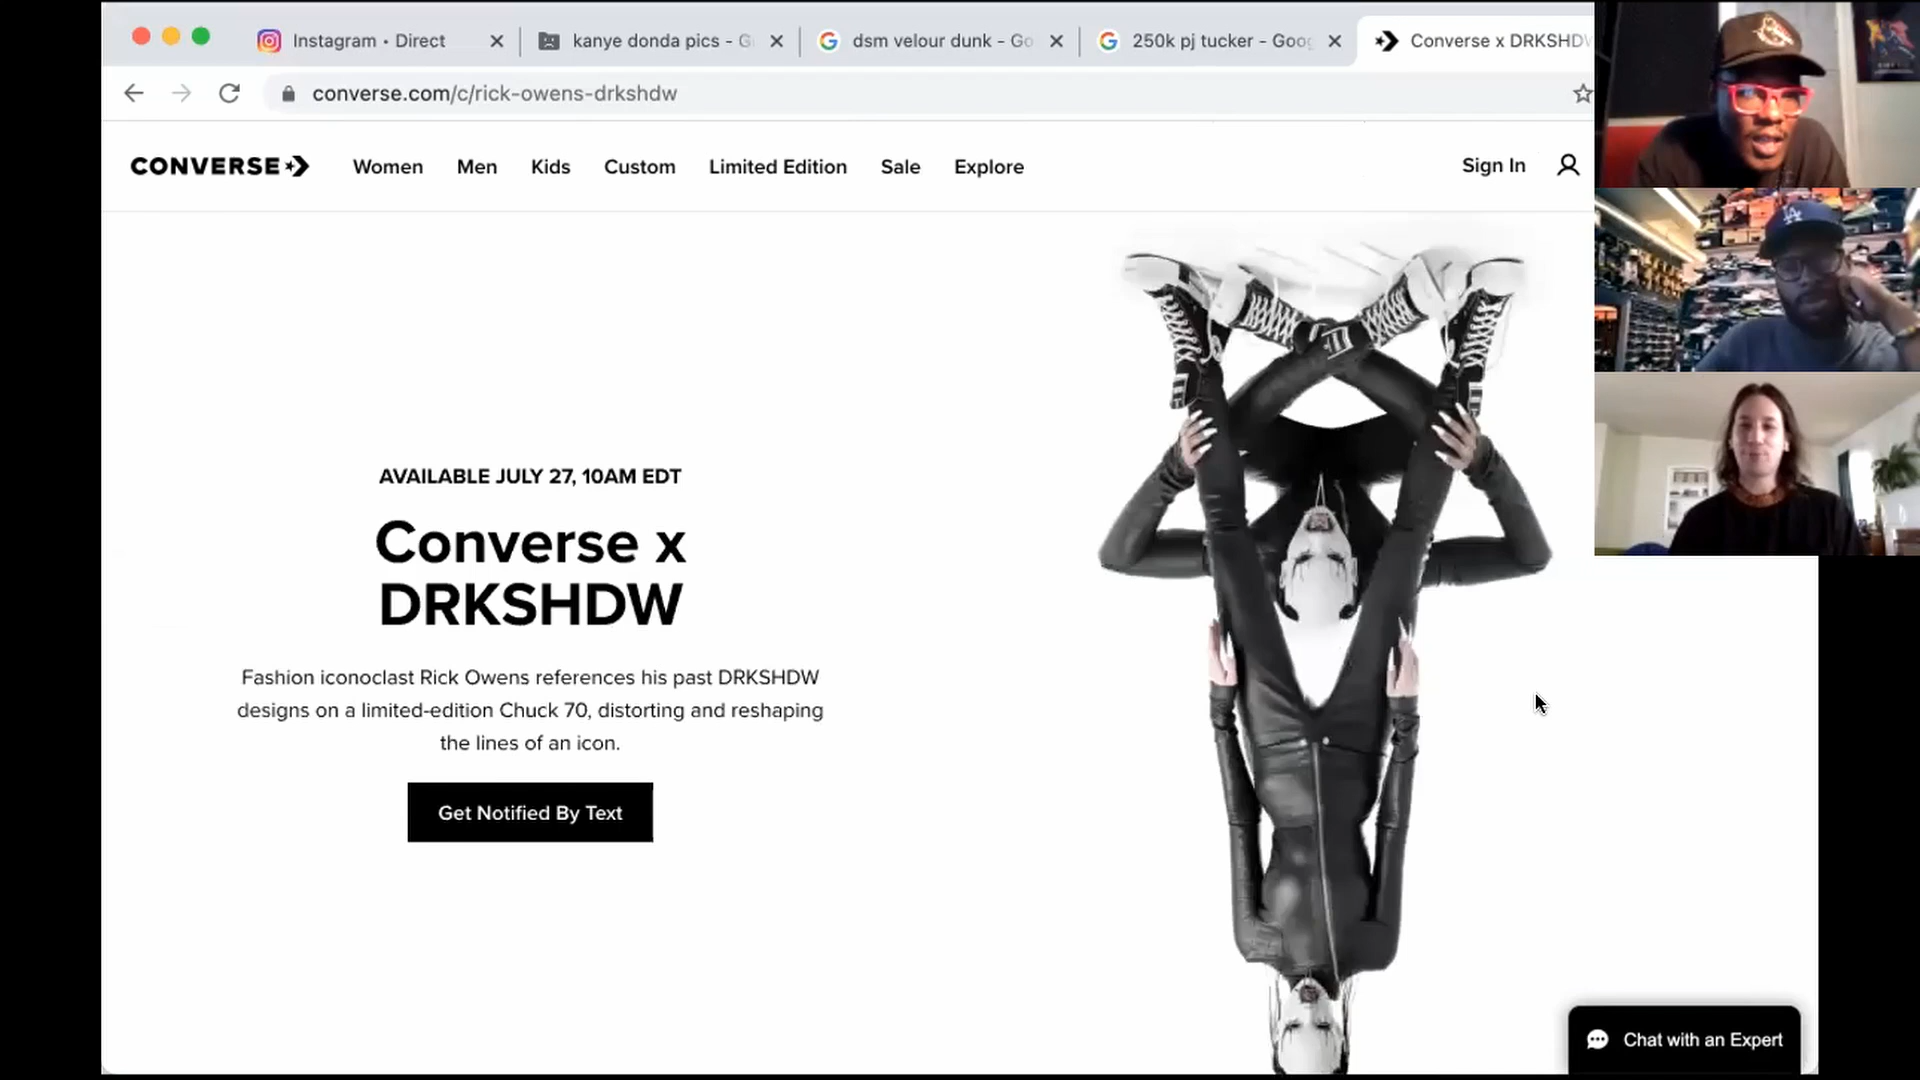 Instagram • Direct
kanye donda pics - G
dsm velour dunk - Go
250k pj tucker - Goog
Converse x DRKSHDW
converse.com/c/rick-owens-drkshdw
CONVERSE
Women
Men
Kids
Custom
Limited Edition
Sale
Explore
Sign In
LA
AVAILABLE JULY 27, 10AM EDT
Converse x
DRKSHDW
Fashion iconoclast Rick Owens references his past DRKSHDW
designs on a limited-edition Chuck 70, distorting and reshaping
the lines of an icon.
Get Notified By Text
Chat with an Expert